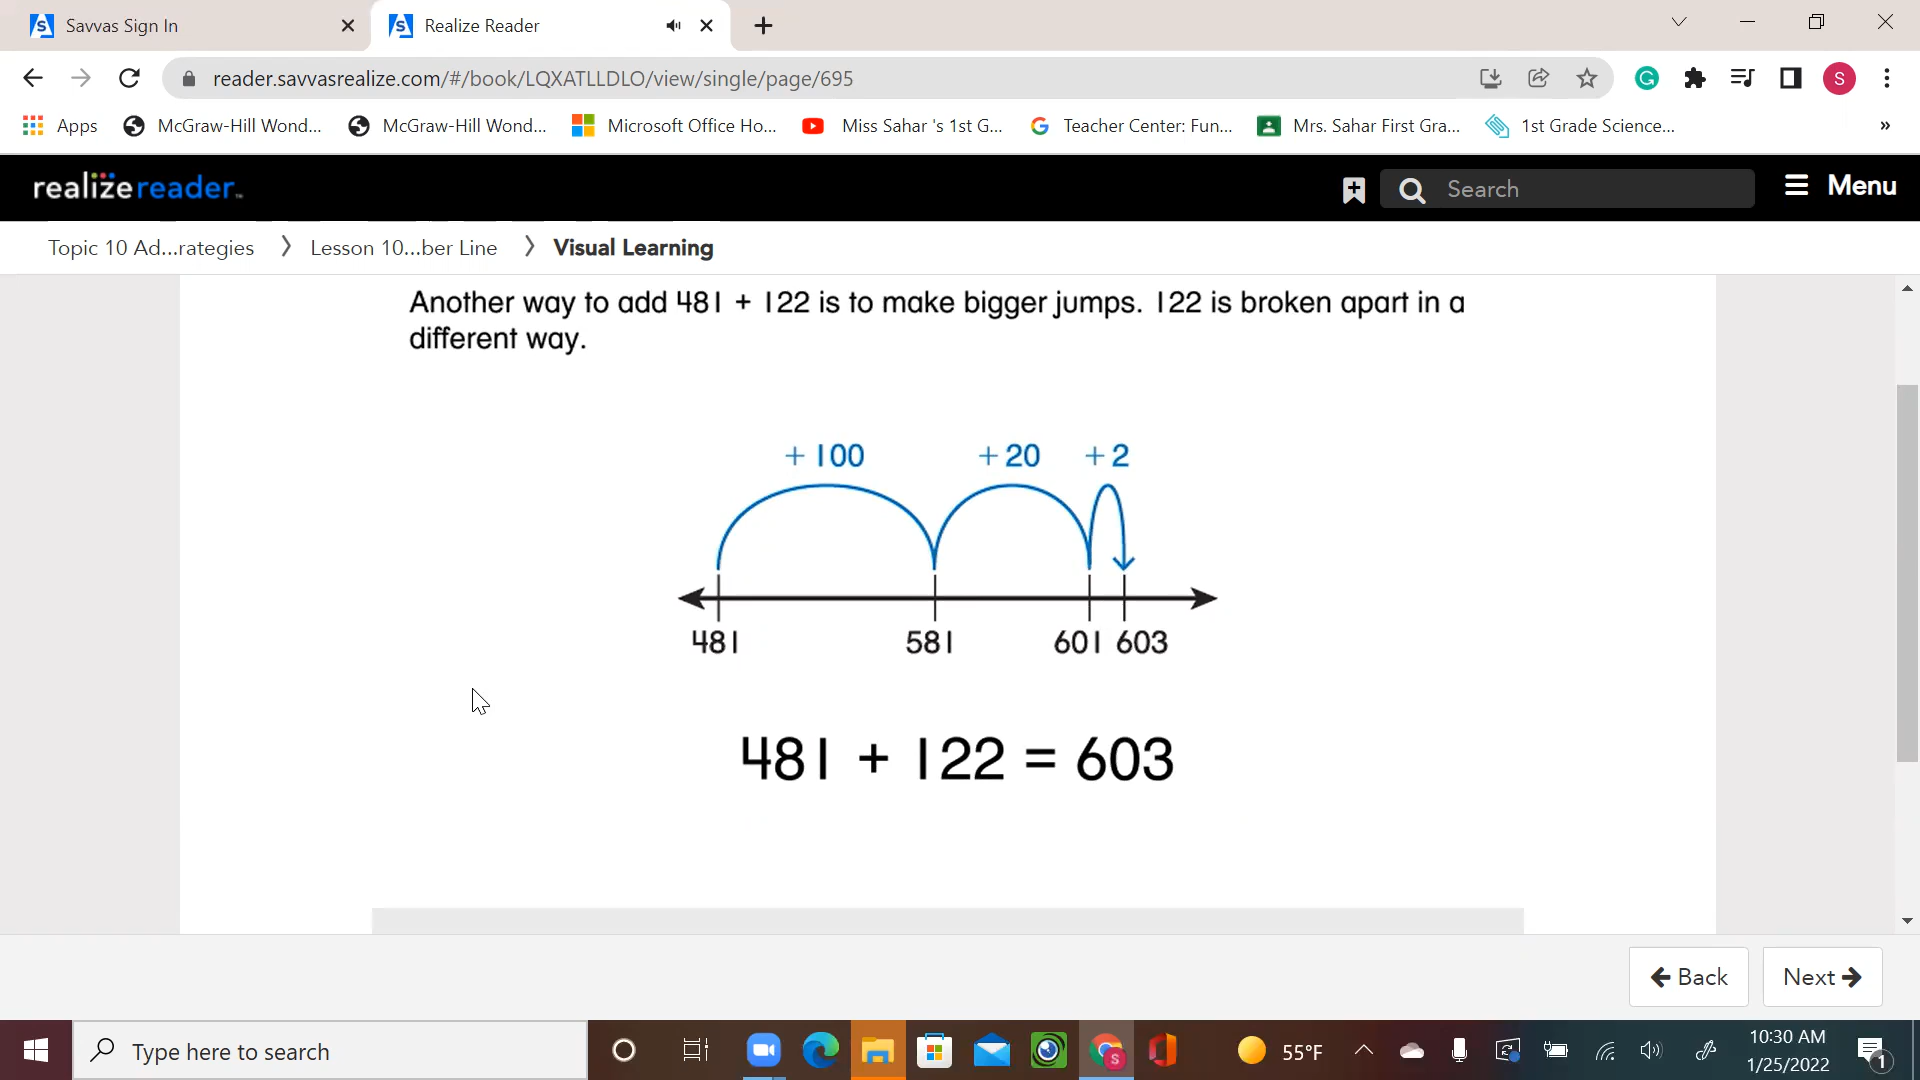 Savvas Sign In
Realize Reader
reader.savvasrealize.com/#/book/LQXATLLDLO/view/single/page/695
S
Apps
McGraw-Hill Wond...
McGraw-Hill Wond...
Microsoft Office Ho...
Miss Sahar 's 1st G...
Teacher Center: Fun...
Mrs. Sahar First Gra...
1st Grade Science...
»
realizereader™
Search
Menu
Topic 10 Ad...rategies
Lesson 10...ber Line
Visual Learning
Another way to add 481 + 122 is to make bigger jumps. 122 is broken apart in a
different way.
+ 100 + 20 + 2
481 581 601 603
481 + 122 = 603
Back
Next
Type here to search
55°F
10:30 AM
1/25/2022
1